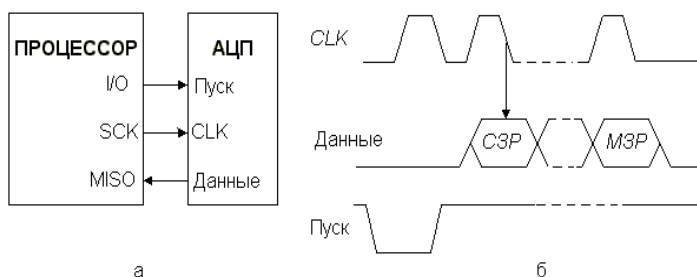 ПРОЦЕССОР
I/O
SCK
MISO
АЦП
Пуск
CLK
Данные
а
CLK
Данные
СЗР
МЗР
Пуск
б